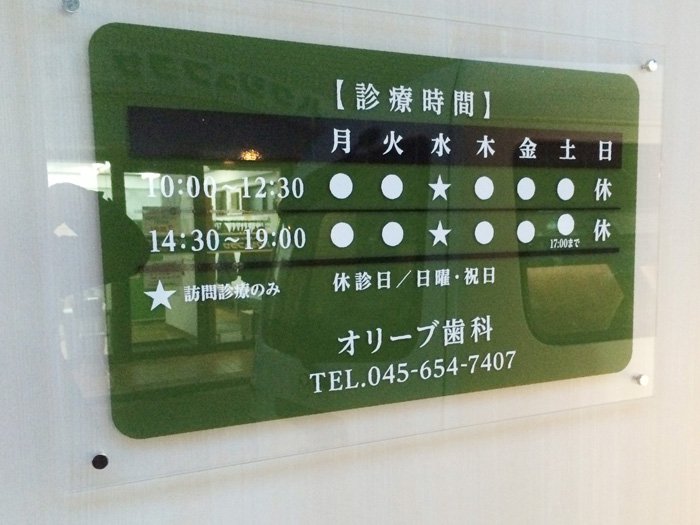 【診療時間】
月 火 水 木 金 土 日
10:00～12:30 ● ● ★ ● ● ● 休
14:30～19:00 ● ● ★ ● ● ● 休
17:00まで
★訪問診療のみ
休診日／日曜・祝日
オリーブ歯科
TEL.045-654-7407